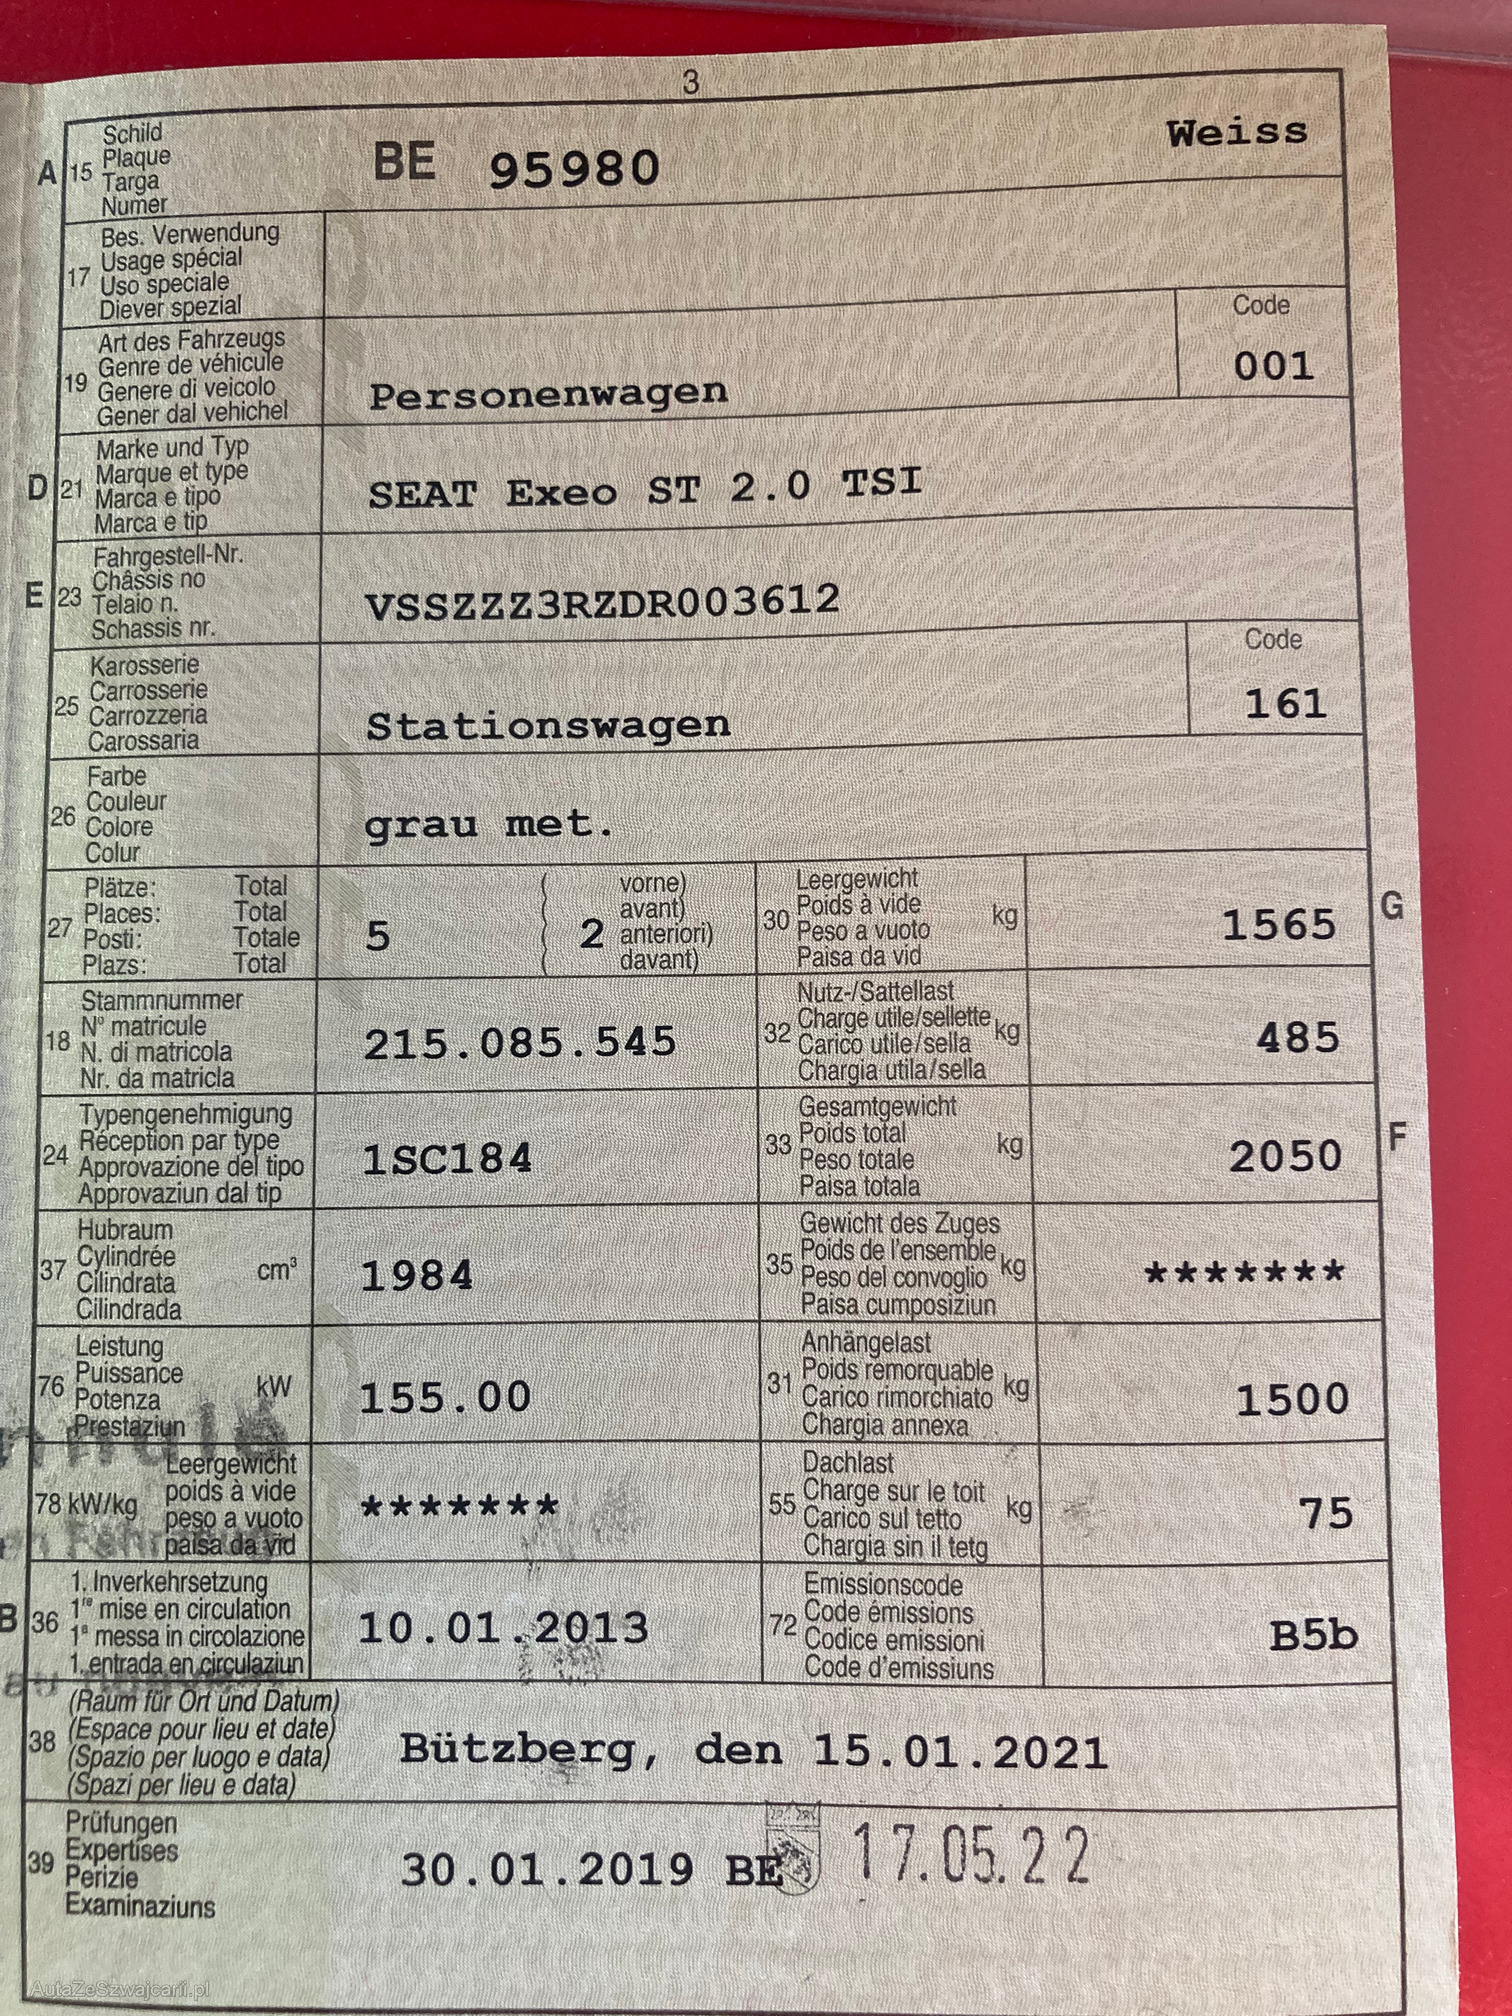 3
A 15 Schild
Plaque
Targa
Numer
BE 95980 Weiss
17 Bes. Verwendung
Usage spécial
Uso speciale
Diever spezial
19 Art des Fahrzeugs
Genre de véhicule
Genere di veicolo
Gener dal vehichel
Personenwagen
Code
001
D 21 Marke und Typ
Marque et type
Marca e tipo
Marca e tip
SEAT Exeo ST 2.0 TSI
E 23 Fahrgestell-Nr.
Châssis no
Telaio n.
Schassis nr.
VSSZZZ3RZDR003612
25 Karosserie
Carrosserie
Carrozzeria
Carossaria
Stationswagen
Code
161
26 Farbe
Couleur
Colore
Colur
grau met.
27 Plätze: Total
Places: Total
Posti: Totale
Plazs: Total
5
2
vorne)
avant)
anteriori)
davant)
30 Leergewicht
Poids à vide
Peso a vuoto
Paisa da vid
kg
1565
G
18 Stammnummer
N° matricule
N. di matricola
Nr. da matricla
215.085.545
32 Nutz-/Sattellast
Charge utile/sellette
Carico utile/sella
Chargia utila/sella
kg
485
24 Typengenehmigung
Réception par type
Approvazione del tipo
Approvaziun dal tip
1SC184
33 Gesamtgewicht
Poids total
Peso totale
Paisa totala
kg
2050
F
37 Hubraum
Cylindrée
Cilindrata
Cilindrada
cm³
1984
35 Gewicht des Zuges
Poids de l'ensemble
Peso del convoglio
Paisa cumposiziun
kg
*******
76 Leistung
Puissance
Potenza
Prestaziun
kW
155.00
31 Anhängelast
Poids remorquable
Carico rimorchiato
Chargia annexa
kg
1500
78 kW/kg Leergewicht
poids à vide
peso a vuoto
paisa da vid
*******
55 Dachlast
Charge sur le toit
Carico sul tetto
Chargia sin il tetg
kg
75
B 36 1. Inverkehrsetzung
1re mise en circulation
1a messa in circolazione
1. entrada en circulaziun
10.01.2013
72 Emissionscode
Code émissions
Codice emissioni
Code d'emissiuns
B5b
38 (Raum für Ort und Datum)
(Espace pour lieu et date)
(Spazio per luogo e data)
(Spazi per lieu e data)
Bützberg, den 15.01.2021
39 Prüfungen
Expertises
Perizie
Examinaziuns
30.01.2019 BE 17.05.22
AutaZeSzwajcarii.pl